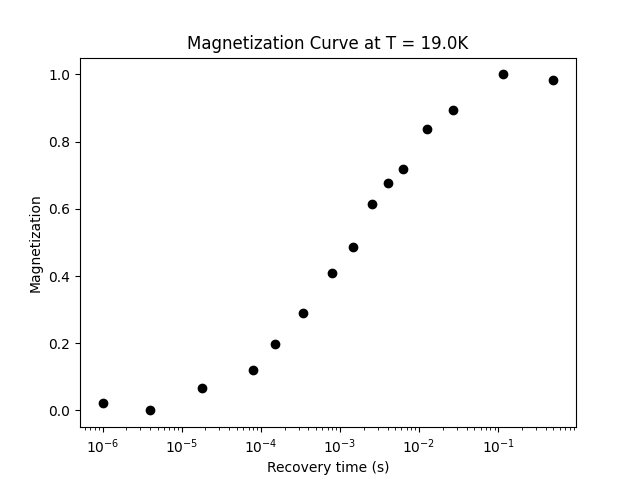 Magnetization Curve at T = 19.0K
1.0
0.8
0.6
0.4
0.2
0.0
Magnetization
10⁻⁶ 10⁻⁵ 10⁻⁴ 10⁻³ 10⁻² 10⁻¹
Recovery time (s)